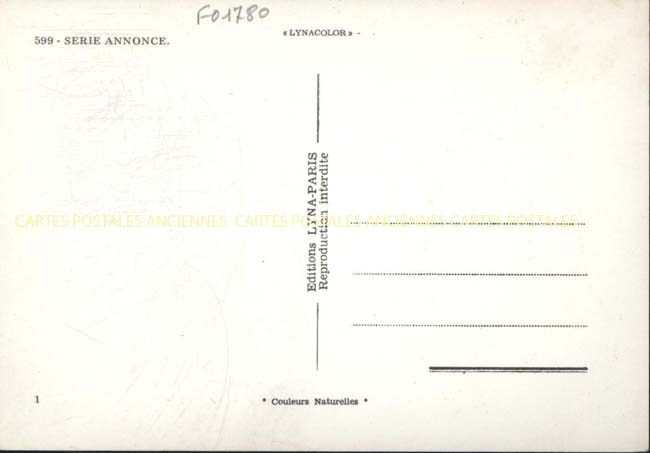 F01780
599 - SERIE ANNONCE.
«LYNACOLOR» -
Editions LYNA-PARIS
Reproduction interdite
CARTES POSTALES ANCIENNES CARTES POSTALES ANCIENNES CARTES POSTALES
1
* Couleurs Naturelles *